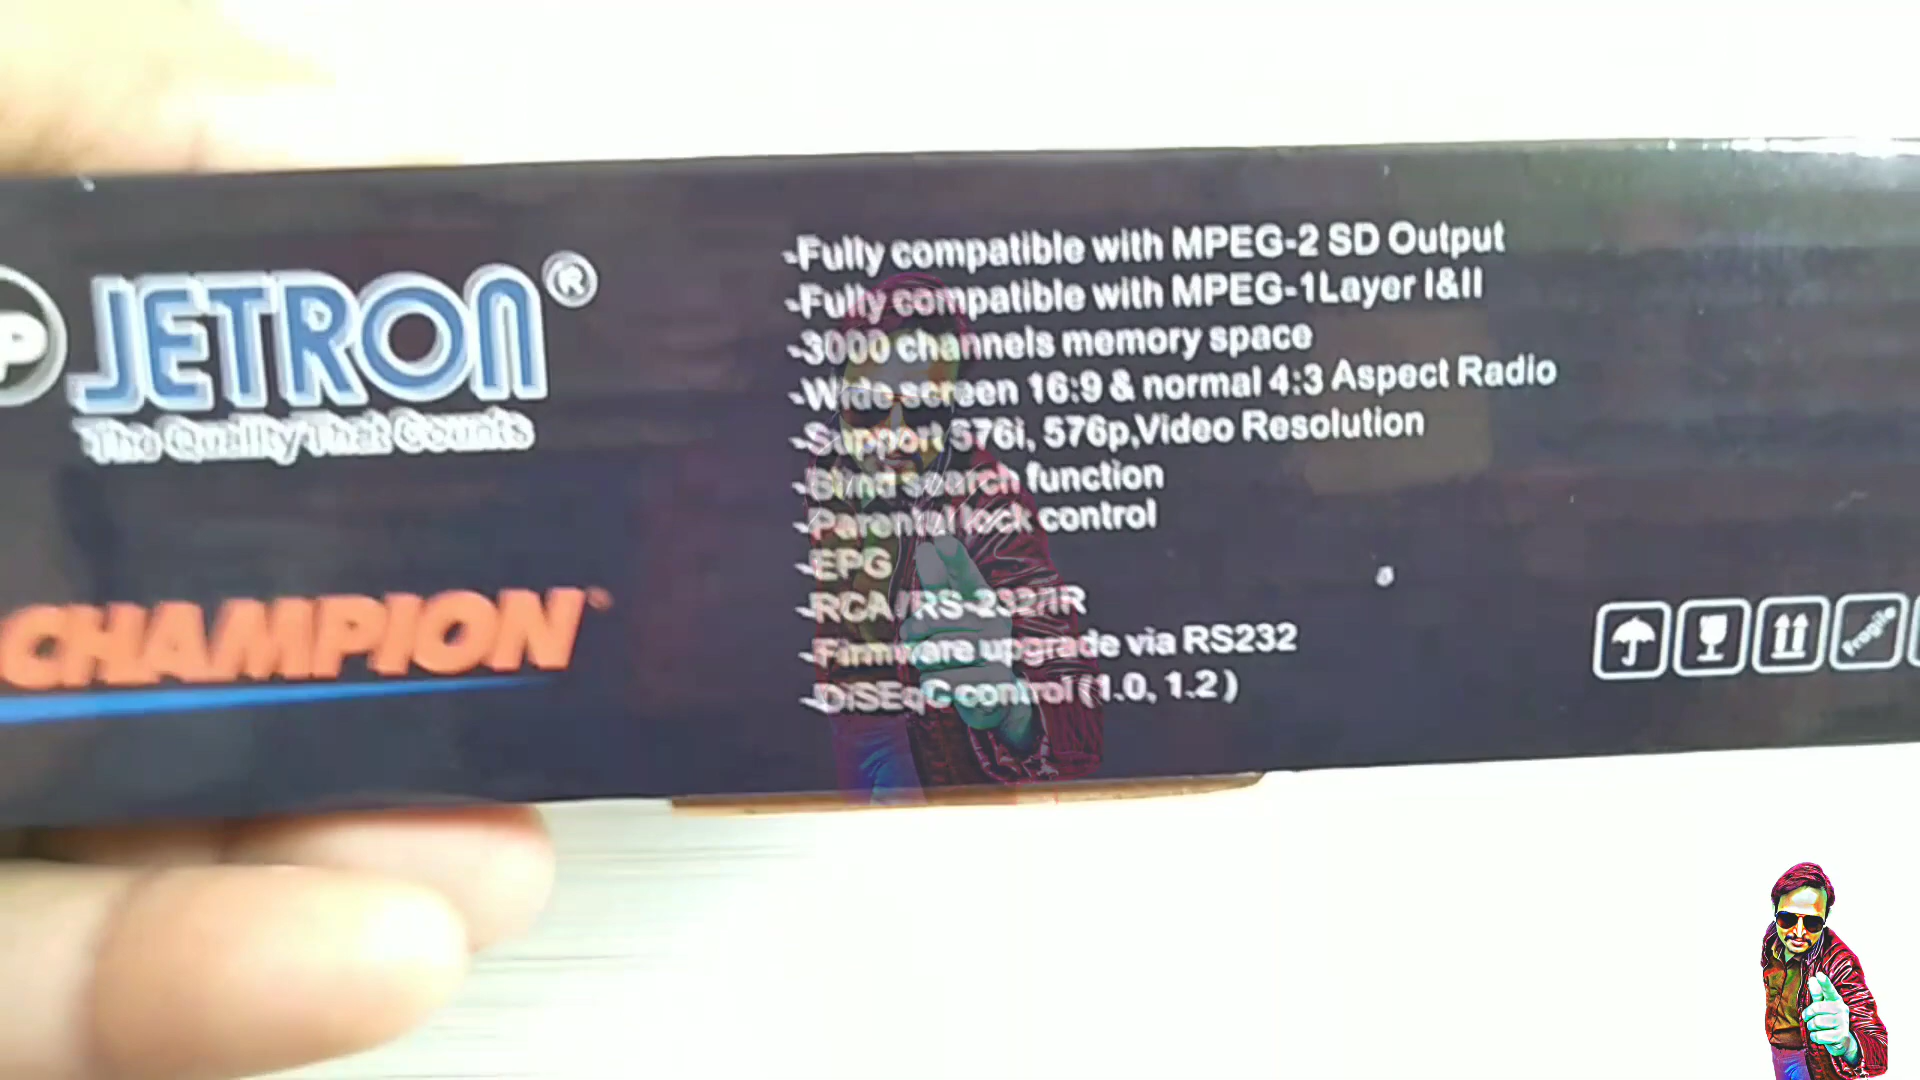 P JETRON®
The Quality That Counts
CHAMPION
-Fully compatible with MPEG-2 SD Output
-Fully compatible with MPEG-1Layer I&II
-3000 channels memory space
-Wide screen 16:9 & normal 4:3 Aspect Radio
-Support 576i, 576p,Video Resolution
-Blind search function
-Parental lock control
-EPG
-RCA/RS-232/IR
-Firmware upgrade via RS232
-DiSEqC control (1.0, 1.2)
Fragile